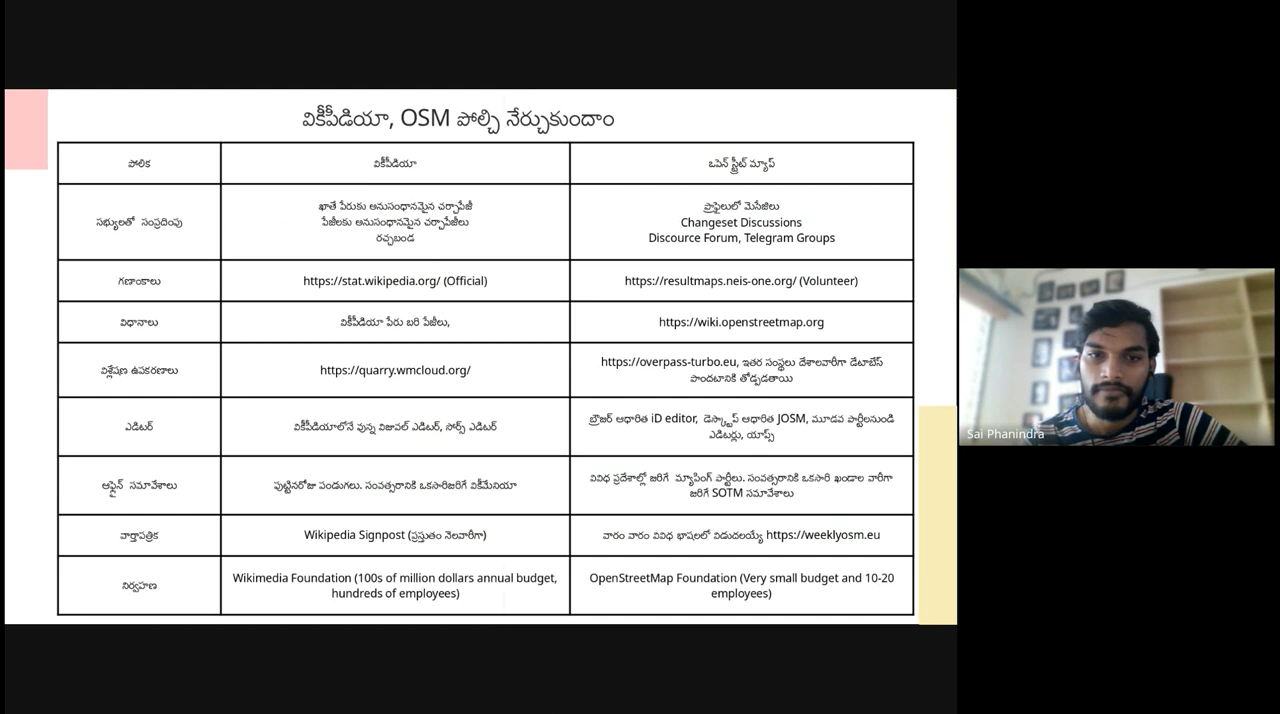 వికీపీడియా, OSM పోల్చి నేర్చుకుందాం
పోలిక
వికీపీడియా
ఒపెన్ స్ట్రీట్ మ్యాప్
సభ్యులతో సంప్రదింపు
ఖాతే పేరుకు అనుసంధానమైన చర్చాపేజీ
పేజీలకు అనుసంధానమైన చర్చాపేజీలు
రచ్చబండ
ప్రొఫైలులో మెసేజీలు
Changeset Discussions
Discource Forum, Telegram Groups
గణాంకాలు
https://stat.wikipedia.org/ (Official)
https://resultmaps.neis-one.org/ (Volunteer)
విధానాలు
వికీపీడియా పేరు బరి పేజీలు,
https://wiki.openstreetmap.org
విశ్లేషణ ఉపకరణాలు
https://quarry.wmcloud.org/
https://overpass-turbo.eu, ఇతర సంస్థలు దేశాలవారీగా డేటాబేస్
పొందటానికి తోడ్పడతాయి
ఎడిటర్
వికీపీడియాలోనే వున్న విజువల్ ఎడిటర్, సోర్స్ ఎడిటర్
బ్రౌజర్ ఆధారిత iD editor, డెస్క్టాప్ ఆధారిత JOSM, మూడవ పార్టీలనుండి
ఎడిటర్లు, యాప్స్
ఆఫ్లైన్ సమావేశాలు
పుట్టినరోజు పండుగలు. సంవత్సరానికి ఒకసారిజరిగే వికీమేనియా
వివిధ ప్రదేశాల్లో జరిగే మ్యాపింగ్ పార్టీలు. సంవత్సరానికి ఒకసారి ఖండాల వారీగా
జరిగే SOTM సమావేశాలు
వార్తాపత్రిక
Wikipedia Signpost (ప్రస్తుతం నెలవారీగా)
వారం వారం వివిధ భాషలలో విడుదలయ్యే https://weeklyosm.eu
నిర్వహణ
Wikimedia Foundation (100s of million dollars annual budget,
hundreds of employees)
OpenStreetMap Foundation (Very small budget and 10-20
employees)
Sai Phanindra